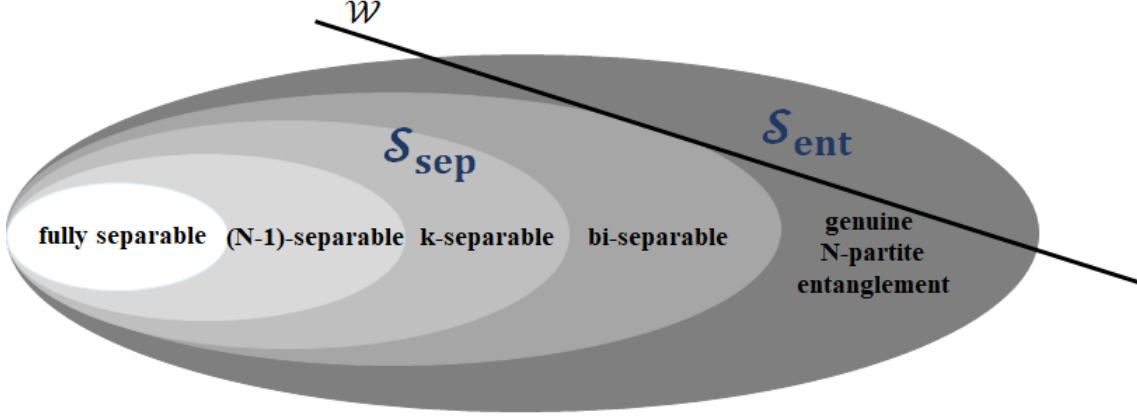 𝒲
𝒮sep
𝒮ent
fully separable
(N-1)-separable
k-separable
bi-separable
genuine
N-partite
entanglement